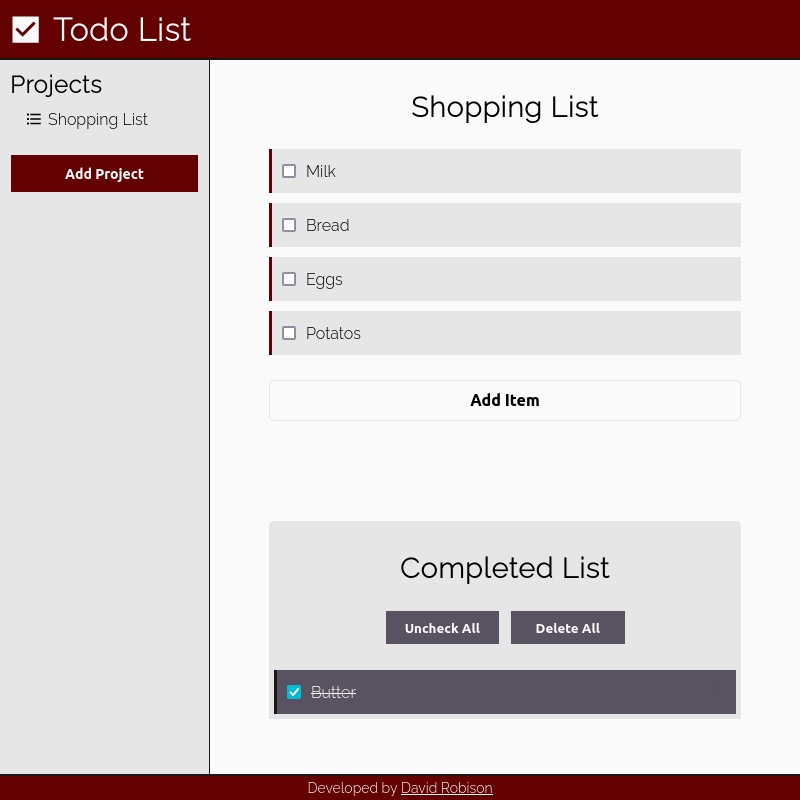 Todo List
Projects
Shopping List
Add Project
Shopping List
Milk
Bread
Eggs
Potatos
Add Item
Completed List
Uncheck All
Delete All
Butter
Developed by David Robison